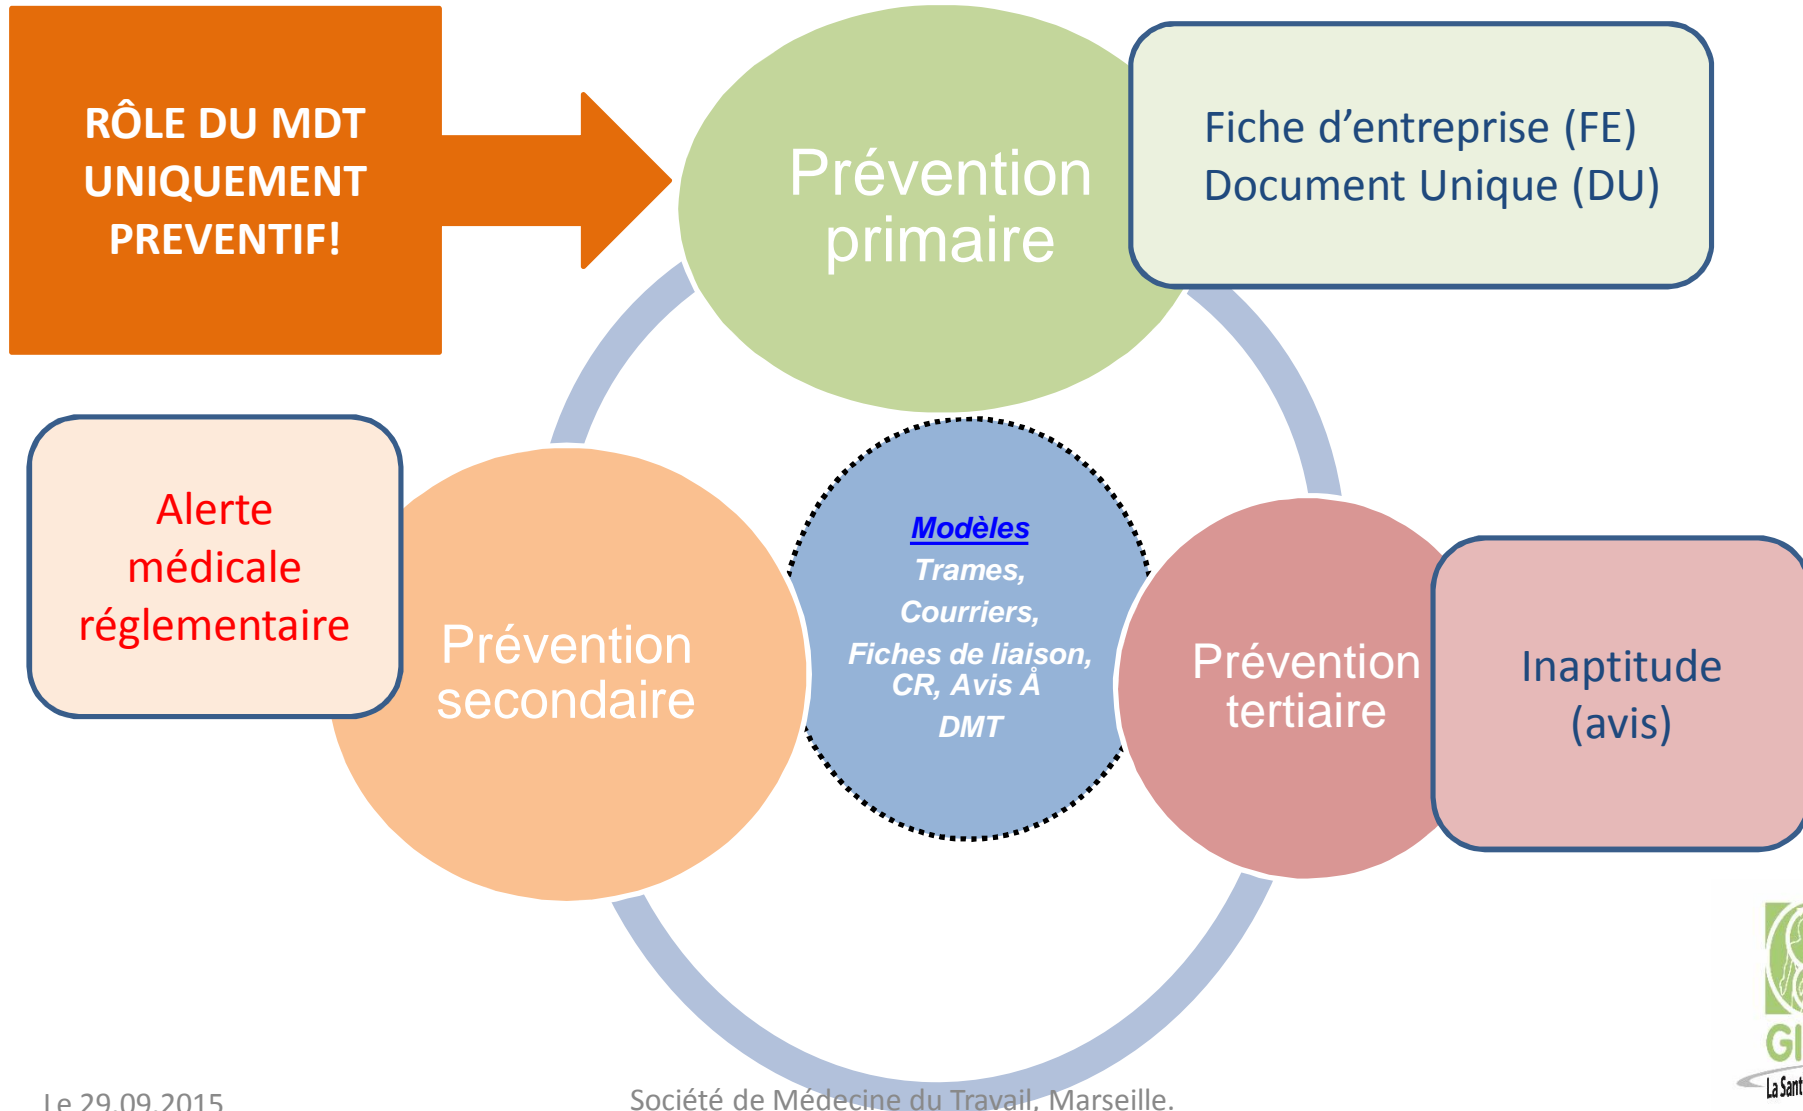 RÔLE DU MDT
UNIQUEMENT
PREVENTIF!
Prévention
primaire
Fiche d’entreprise (FE)
Document Unique (DU)
Alerte
médicale
réglementaire
Prévention
secondaire
Modèles
Trames,
Courriers,
Fiches de liaison,
CR, Avis Å
DMT
Prévention
tertiaire
Inaptitude
(avis)
Le 29.09.2015
Société de Médecine du Travail, Marseille.
La Sant